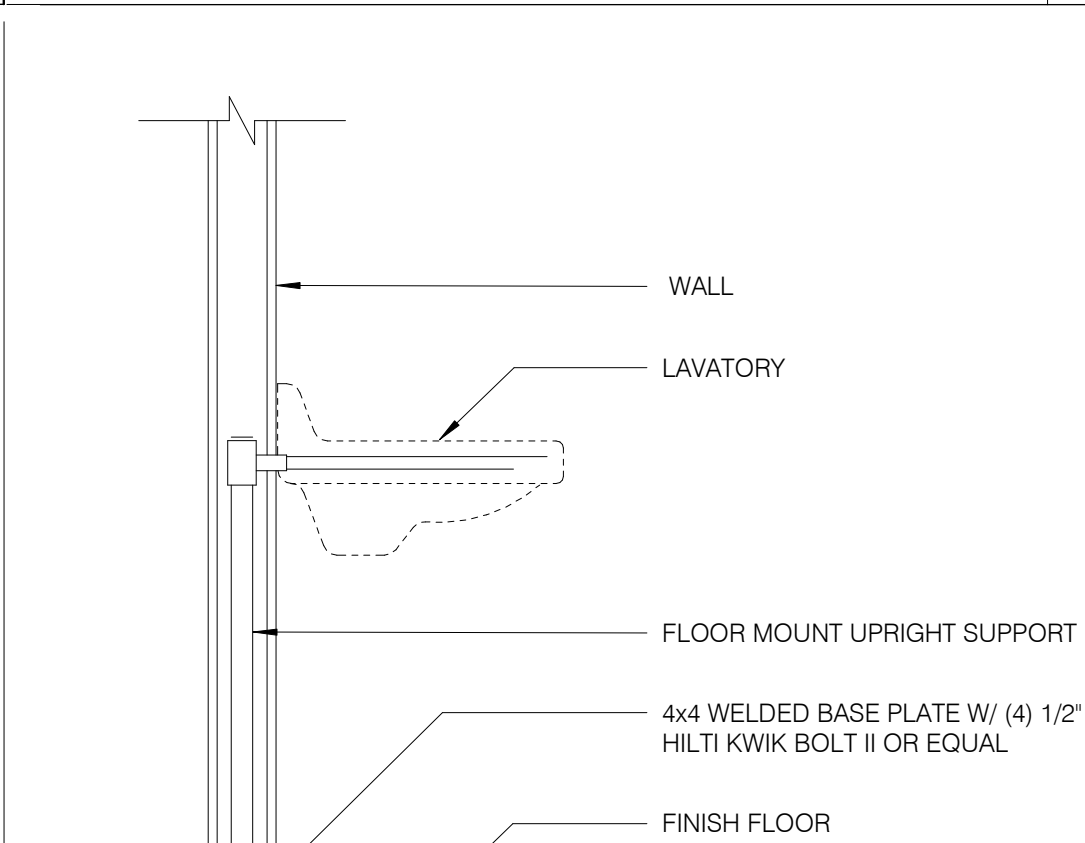 WALL
LAVATORY
FLOOR MOUNT UPRIGHT SUPPORT
4x4 WELDED BASE PLATE W/ (4) 1/2"
HILTI KWIK BOLT II OR EQUAL
FINISH FLOOR